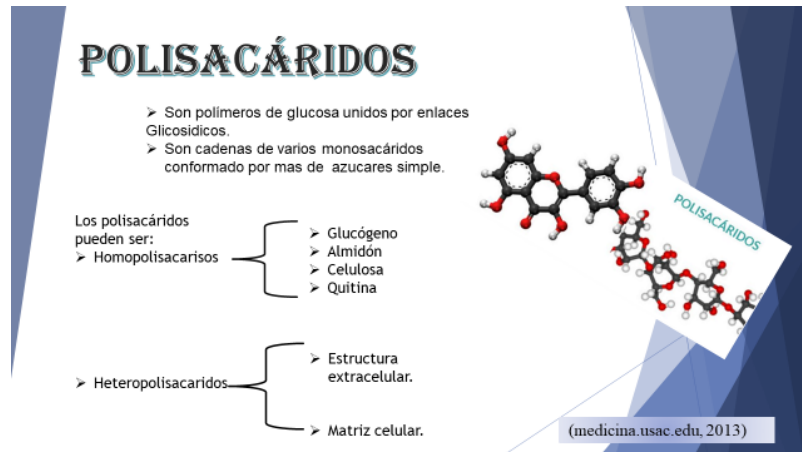 POLISACÁRIDOS
➤ Son polímeros de glucosa unidos por enlaces
Glicosidicos.
➤ Son cadenas de varios monosacáridos
conformado por mas de azucares simple.
POLISACÁRIDOS
Los polisacáridos
pueden ser:
➤ Homopolisacarisos
➤ Glucógeno
➤ Almidón
➤ Celulosa
➤ Quitina
➤ Heteropolisacaridos
➤ Estructura
extracelular.
➤ Matriz celular.
(medicina.usac.edu, 2013)